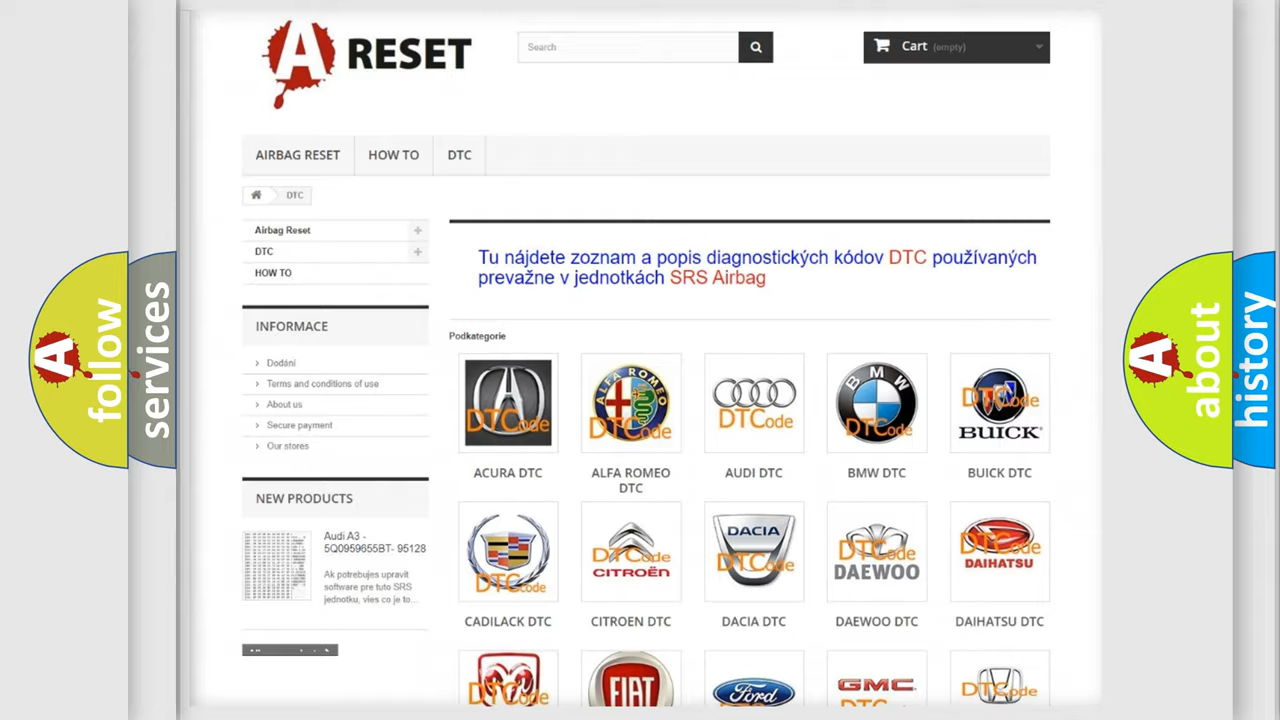 A RESET
Search
Cart (empty)
AIRBAG RESET
HOW TO
DTC
DTC
Airbag Reset
DTC
HOW TO
Tu nájdete zoznam a popis diagnostických kódov DTC používaných
prevažne v jednotkách SRS Airbag
INFORMACE
Dodání
Terms and conditions of use
About us
Secure payment
Our stores
NEW PRODUCTS
Audi A3 -
5Q0959655BT- 95128
Ak potrebujes upravit
software pre tuto SRS
jednotku, vies co je to...
Podkategorie
DTCode
ALFA ROMEO
DTCode
DTCode
BMW
DTCode
DTCode
BUICK
ACURA DTC
ALFA ROMEO
DTC
AUDI DTC
BMW DTC
BUICK DTC
DTCode
DTCode
CITROËN
DACIA
DTCode
DTCode
DAEWOO
DTCode
DAIHATSU
CADILACK DTC
CITROEN DTC
DACIA DTC
DAEWOO DTC
DAIHATSU DTC
DTCode
FIAT
Ford
GMC
DTCode
A follow
services
A about
history